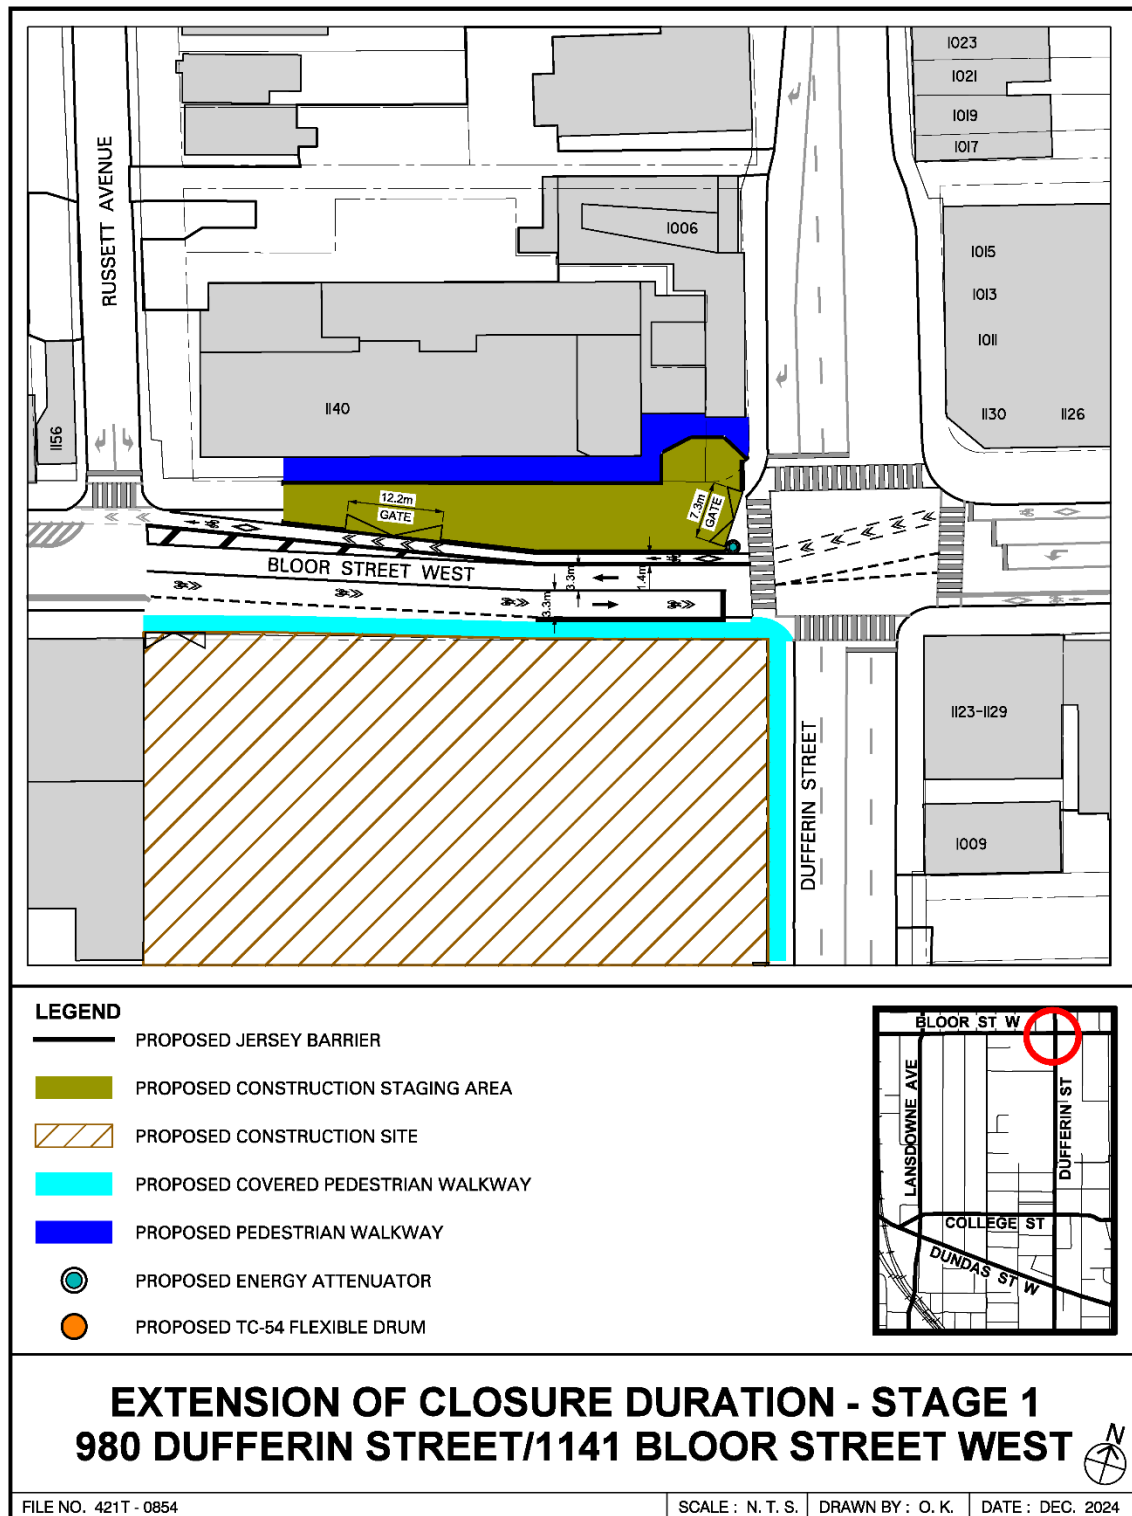 1023
1021
1019
1017
RUSSETT AVENUE
1006
1015
1013
1011
1140
1130
1126
1156
12.2m
GATE
7.3m
GATE
BLOOR STREET WEST
3.3m
1.4m
3.3m
1123-1129
DUFFERIN STREET
1009
LEGEND
PROPOSED JERSEY BARRIER
PROPOSED CONSTRUCTION STAGING AREA
PROPOSED CONSTRUCTION SITE
PROPOSED COVERED PEDESTRIAN WALKWAY
PROPOSED PEDESTRIAN WALKWAY
PROPOSED ENERGY ATTENUATOR
PROPOSED TC-54 FLEXIBLE DRUM
BLOOR ST W
LANSDOWNE AVE
DUFFERIN ST
COLLEGE ST
DUNDAS ST W
EXTENSION OF CLOSURE DURATION - STAGE 1
980 DUFFERIN STREET/1141 BLOOR STREET WEST
N
FILE NO. 421T - 0854
SCALE : N. T. S.
DRAWN BY : O. K.
DATE : DEC. 2024